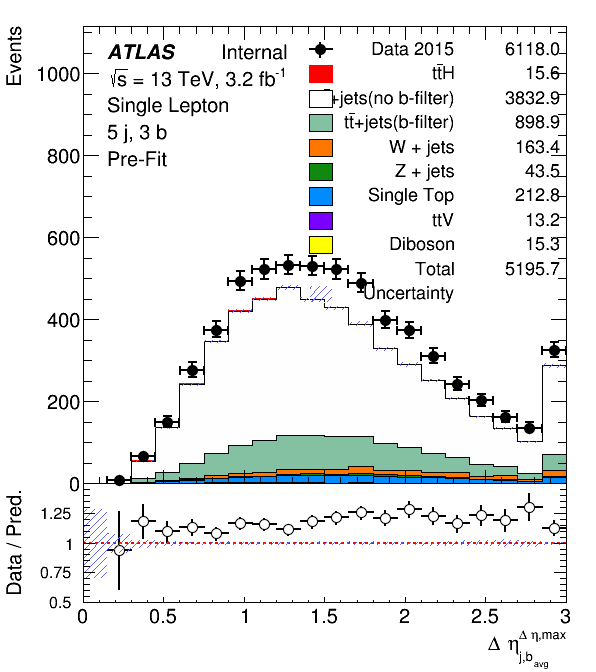 Events
1000
800
600
400
200
0
ATLAS Internal
√s = 13 TeV, 3.2 fb⁻¹
Single Lepton
5 j, 3 b
Pre-Fit
Data 2015 6118.0
tt̄H 15.6
+jets(no b-filter) 3832.9
tt̄+jets(b-filter) 898.9
W + jets 163.4
Z + jets 43.5
Single Top 212.8
ttV 13.2
Diboson 15.3
Total 5195.7
Uncertainty
Data / Pred.
1.25
1
0.75
0.5
0 0.5 1 1.5 2 2.5 3
Δ η j,b avg Δ η,max